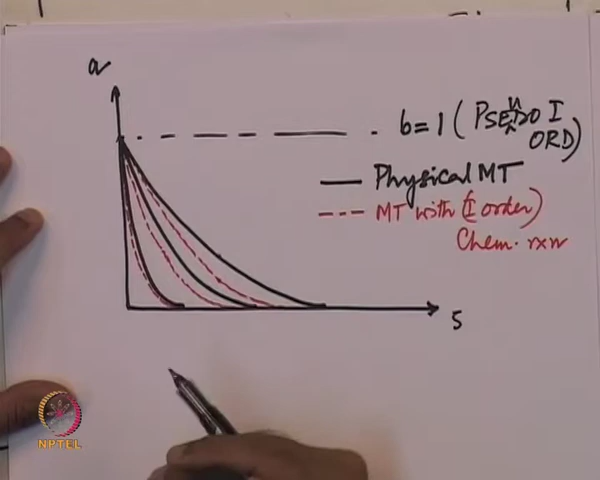 a
b=1 (PSEUDO I
ORD)
Physical MT
MT with (I order)
Chem. rxn
S
NPTEL